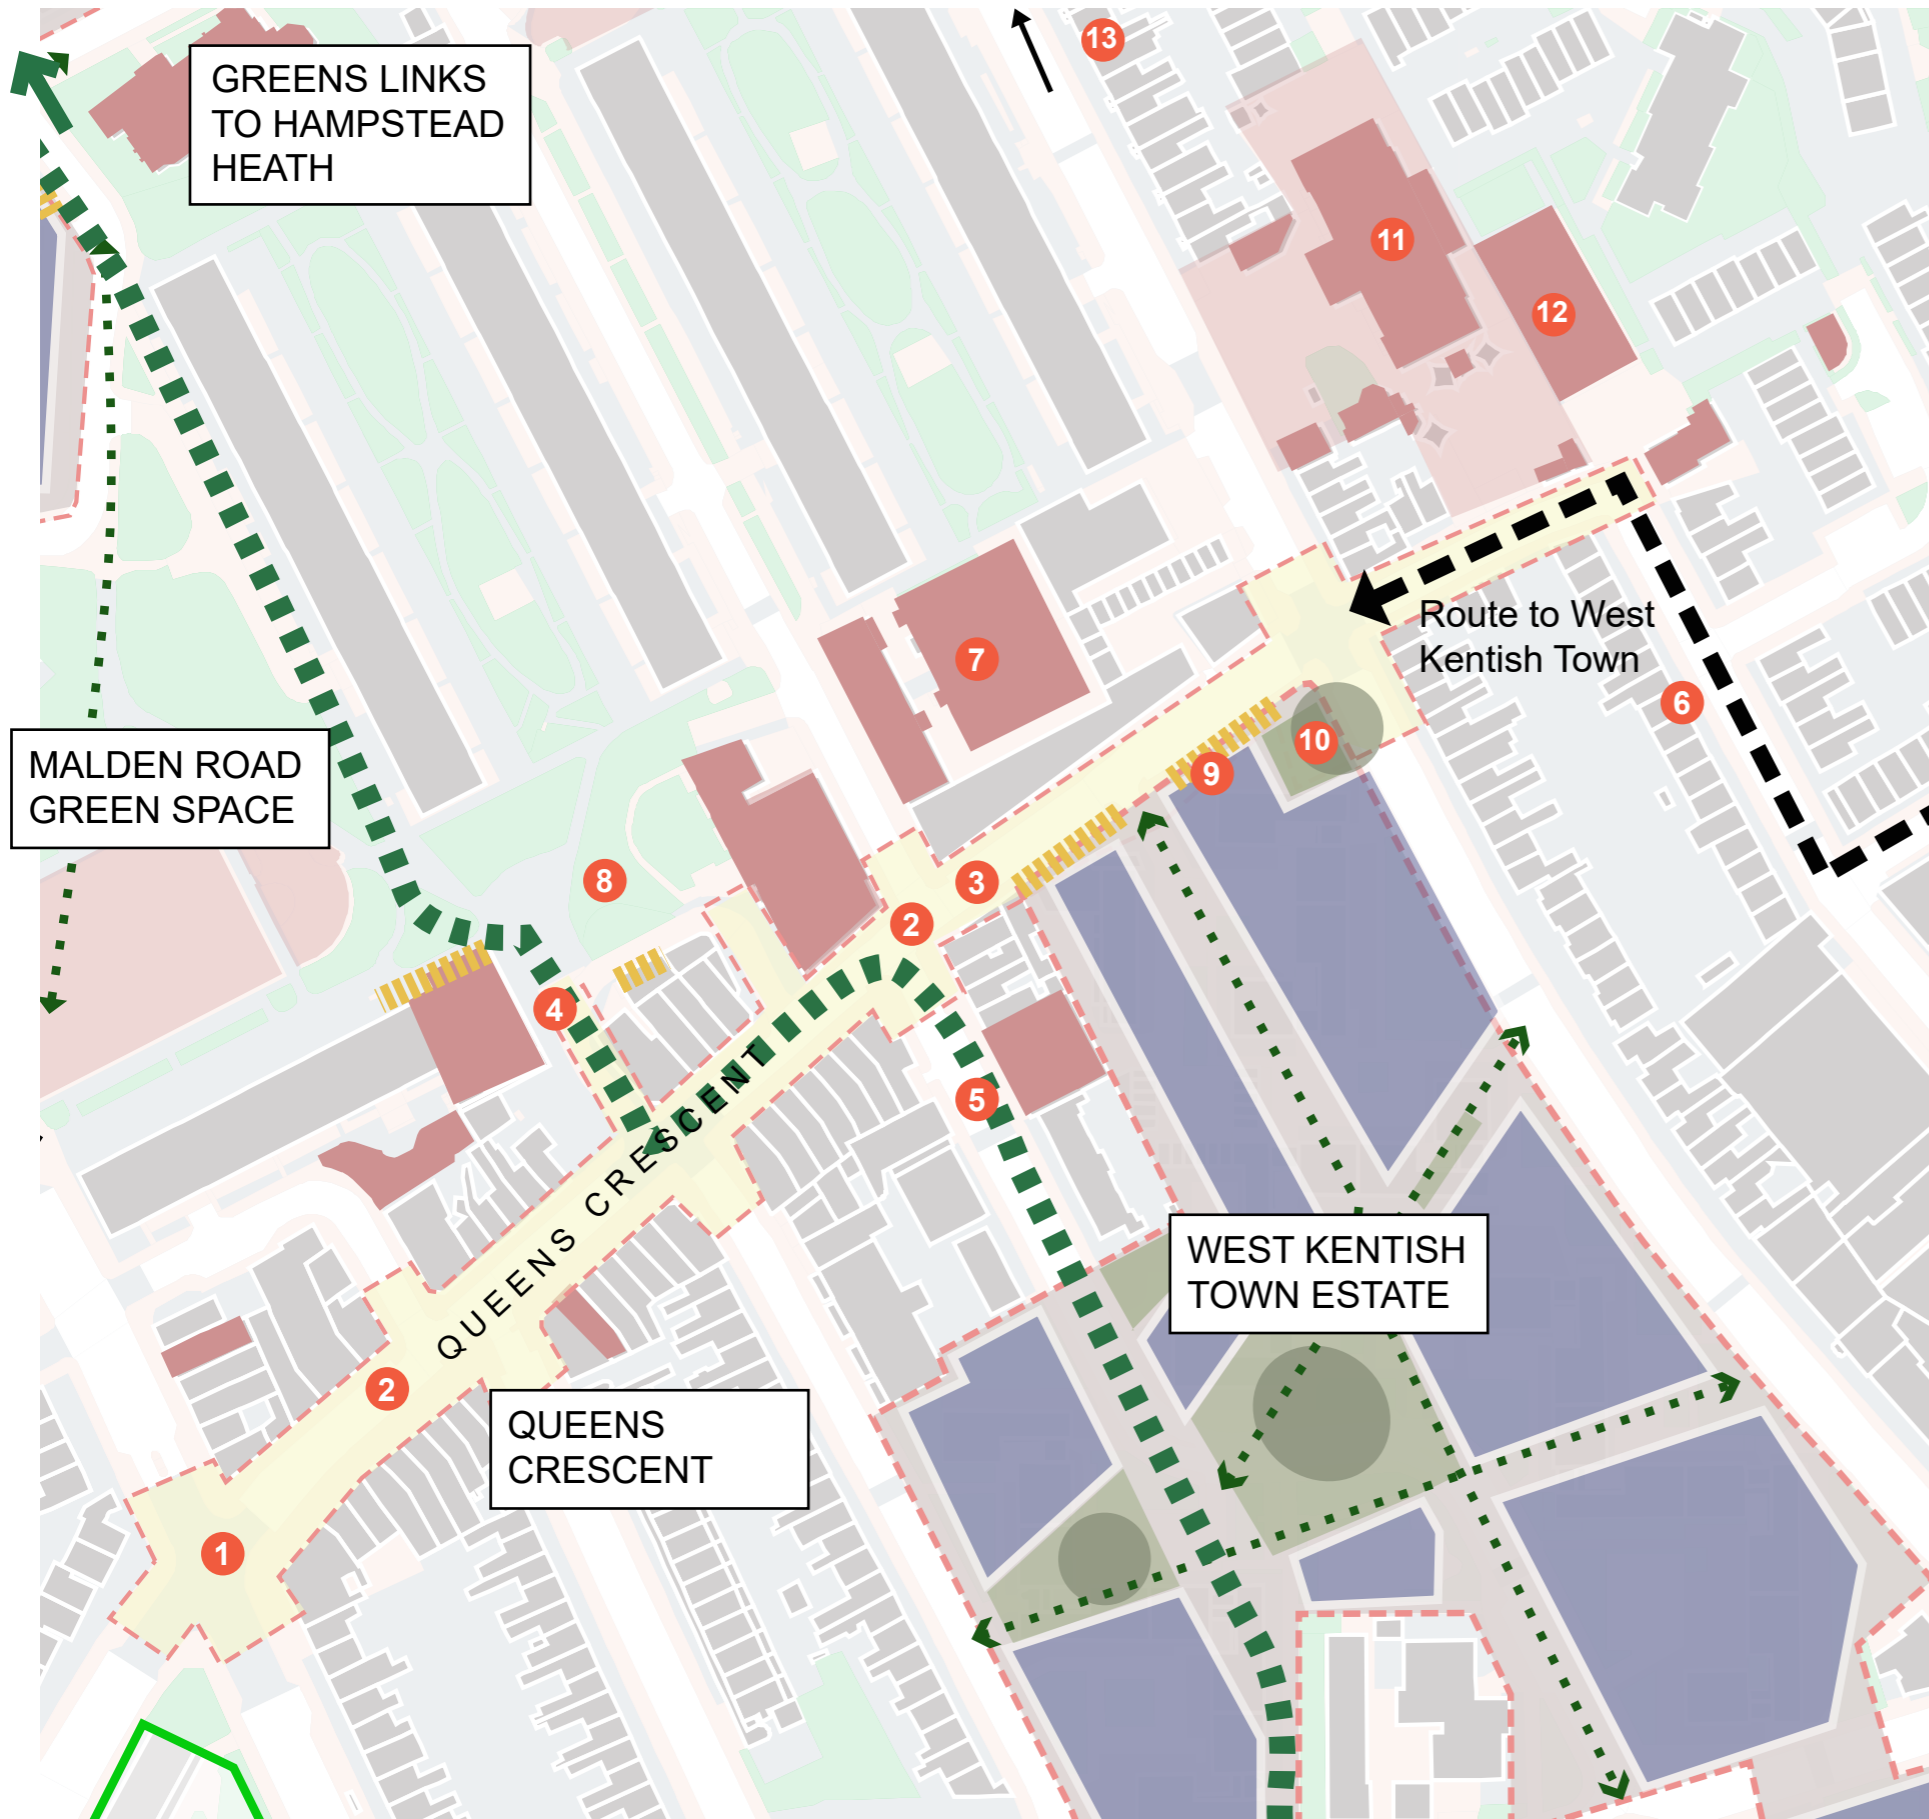 13
GREENS LINKS
TO HAMPSTEAD
HEATH
11
12
Route to West
Kentish Town
7
6
10
MALDEN ROAD
GREEN SPACE
9
8
3
2
4
5
QUEENS CRESCENT
WEST KENTISH
TOWN ESTATE
2
QUEENS
CRESCENT
1